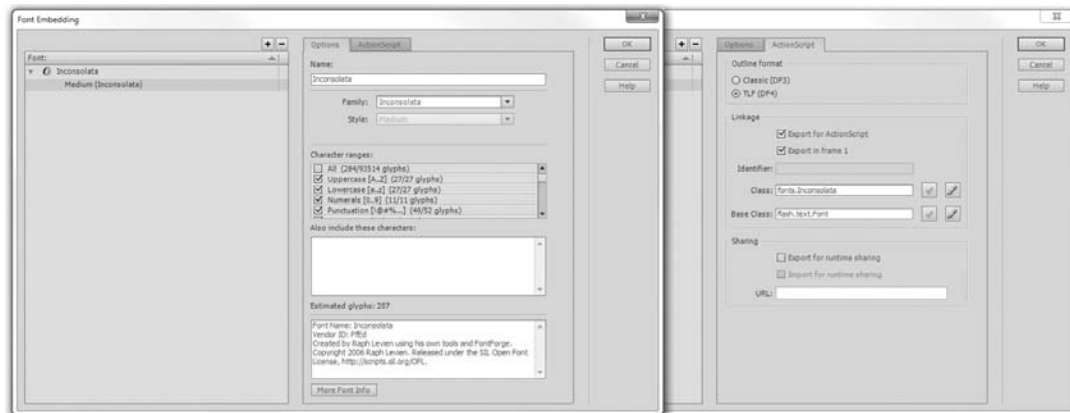 Font Embedding
Font:
Inconsolata
Medium (Inconsolata)
Options
ActionScript
Name:
Inconsolata
Family: Inconsolata
Style: Medium
Character ranges:
All (284/93514 glyphs)
Uppercase [A..Z] (27/27 glyphs)
Lowercase [a..z] (27/27 glyphs)
Numerals [0..9] (11/11 glyphs)
Punctuation [!@#%...] (49/52 glyphs)
Also include these characters:
Estimated glyphs: 287
Font Name: Inconsolata
Vendor ID: PfEd
Created by Raph Levien using his own tools and FontForge.
Copyright 2006 Raph Levien. Released under the SIL Open Font
License, http://scripts.sil.org/OFL.
More Font Info
OK
Cancel
Help
Options
ActionScript
Outline format
Classic (DF3)
TLF (DF4)
Linkage
Export for ActionScript
Export in frame 1
Identifier:
Class: fonts.Inconsolata
Base Class: flash.text.Font
Sharing
Export for runtime sharing
Import for runtime sharing
URL:
OK
Cancel
Help